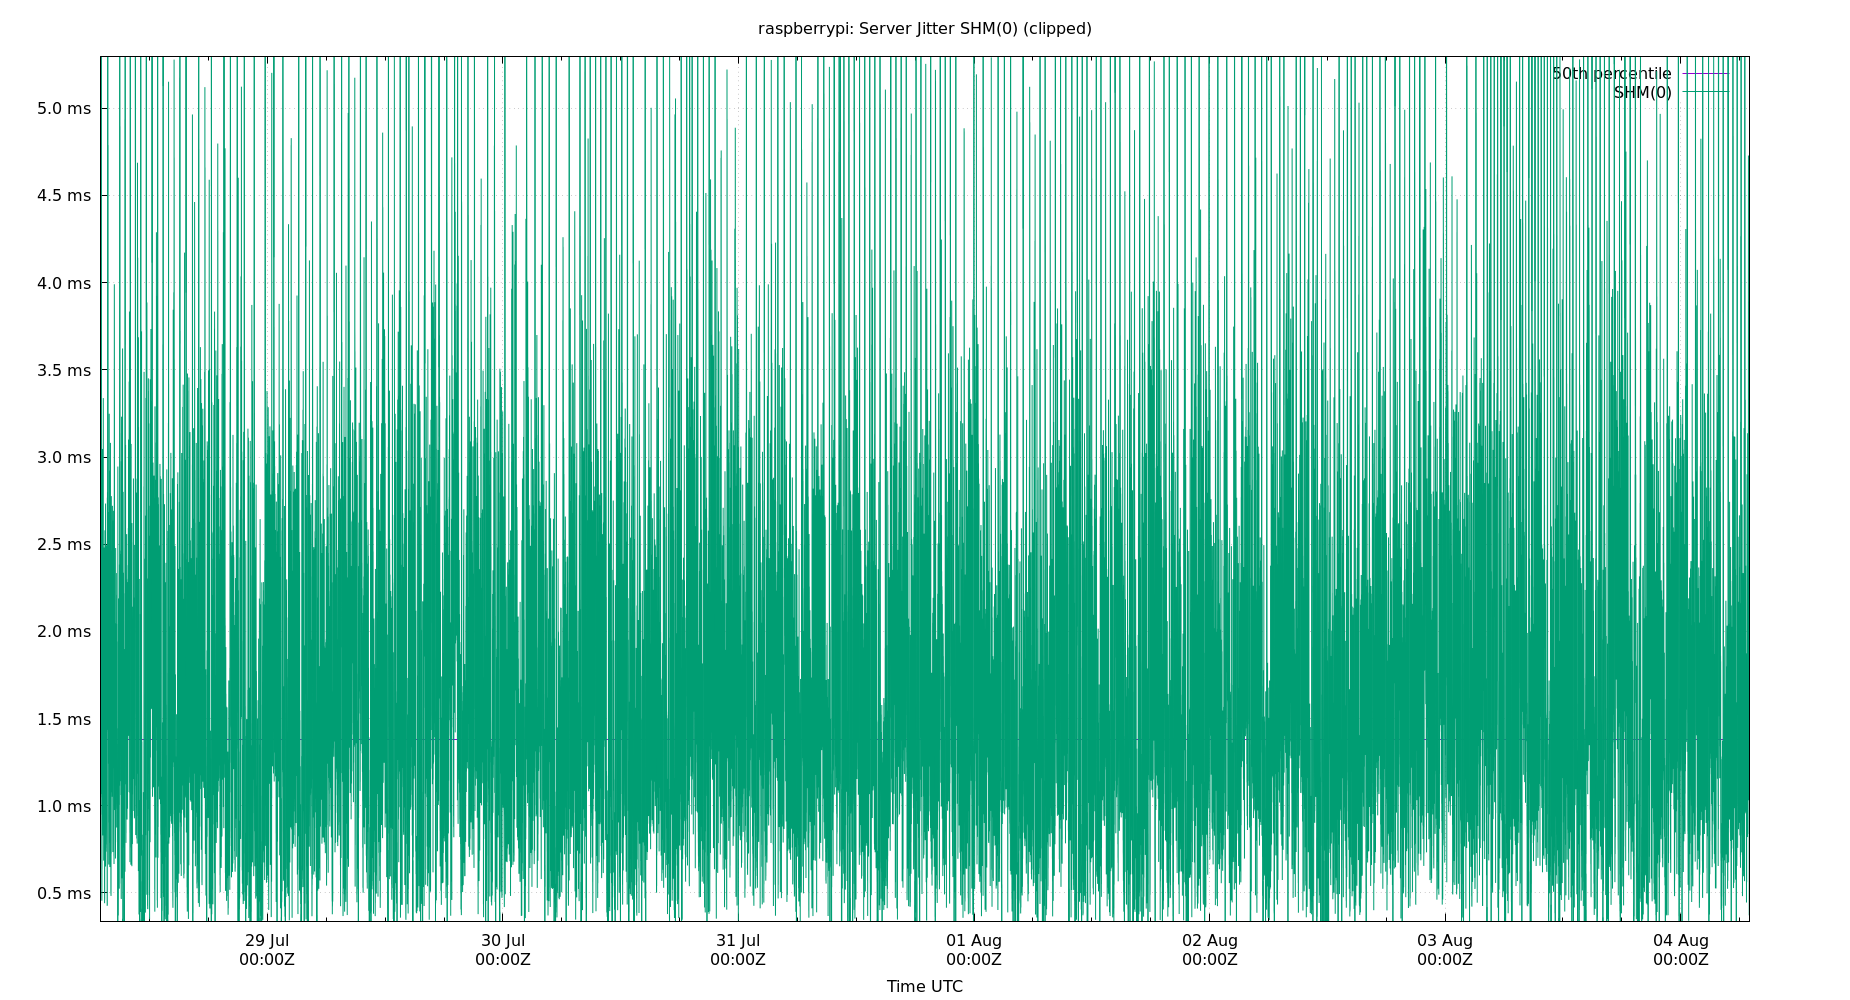 raspberrypi: Server Jitter SHM(0) (clipped)
50th percentile
SHM(0)
5.0 ms
4.5 ms
4.0 ms
3.5 ms
3.0 ms
2.5 ms
2.0 ms
1.5 ms
1.0 ms
0.5 ms
29 Jul 30 Jul 31 Jul 01 Aug 02 Aug 03 Aug 04 Aug
00:00Z 00:00Z 00:00Z 00:00Z 00:00Z 00:00Z 00:00Z
Time UTC